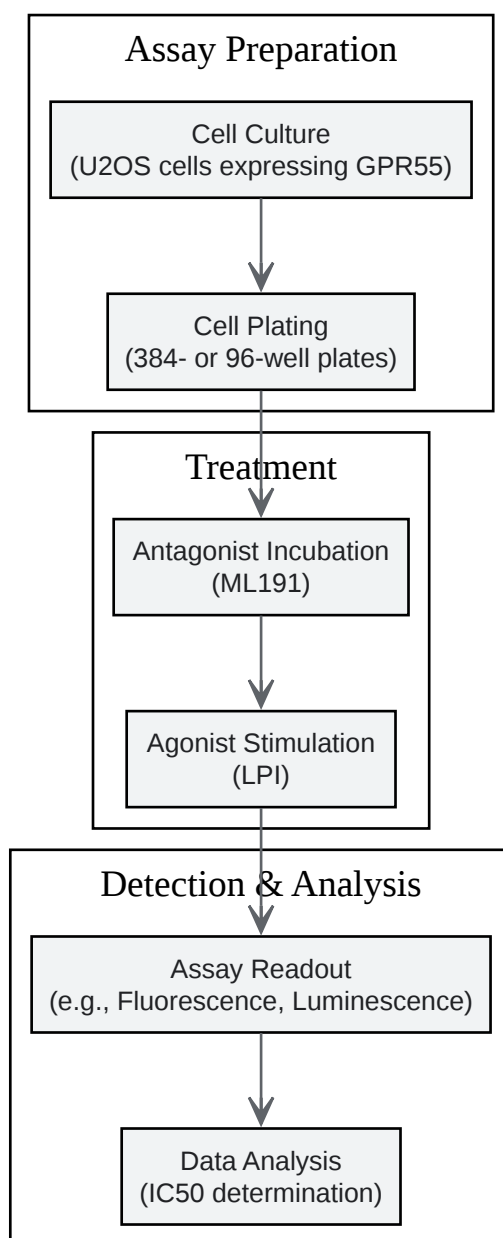 Assay Preparation
Cell Culture
(U2OS cells expressing GPR55)
Cell Plating
(384- or 96-well plates)
Treatment
Antagonist Incubation
(ML191)
Agonist Stimulation
(LPI)
Detection & Analysis
Assay Readout
(e.g., Fluorescence, Luminescence)
Data Analysis
(IC50 determination)